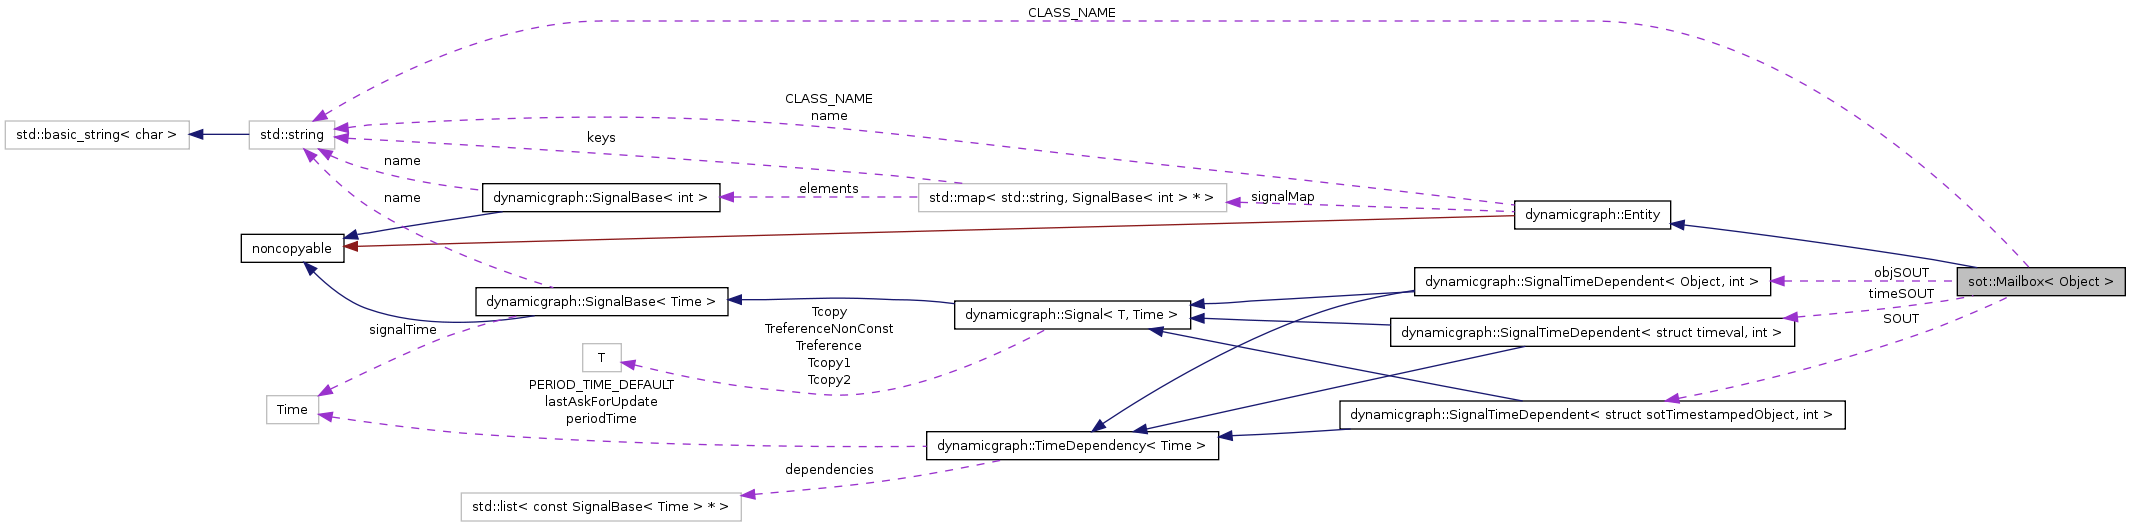 CLASS_NAME
CLASS_NAME
name
std::basic_string< char >
std::string
keys
name
elements
dynamicgraph::SignalBase< int >
std::map< std::string, SignalBase< int > * >
signalMap
name
dynamicgraph::Entity
noncopyable
objSOUT
sot::Mailbox< Object >
dynamicgraph::SignalTimeDependent< Object, int >
timeSOUT
dynamicgraph::SignalBase< Time >
dynamicgraph::Signal< T, Time >
SOUT
signalTime
Tcopy
TreferenceNonConst
Treference
Tcopy1
Tcopy2
dynamicgraph::SignalTimeDependent< struct timeval, int >
T
PERIOD_TIME_DEFAULT
lastAskForUpdate
periodTime
Time
dynamicgraph::SignalTimeDependent< struct sotTimestampedObject, int >
dynamicgraph::TimeDependency< Time >
dependencies
std::list< const SignalBase< Time > * >